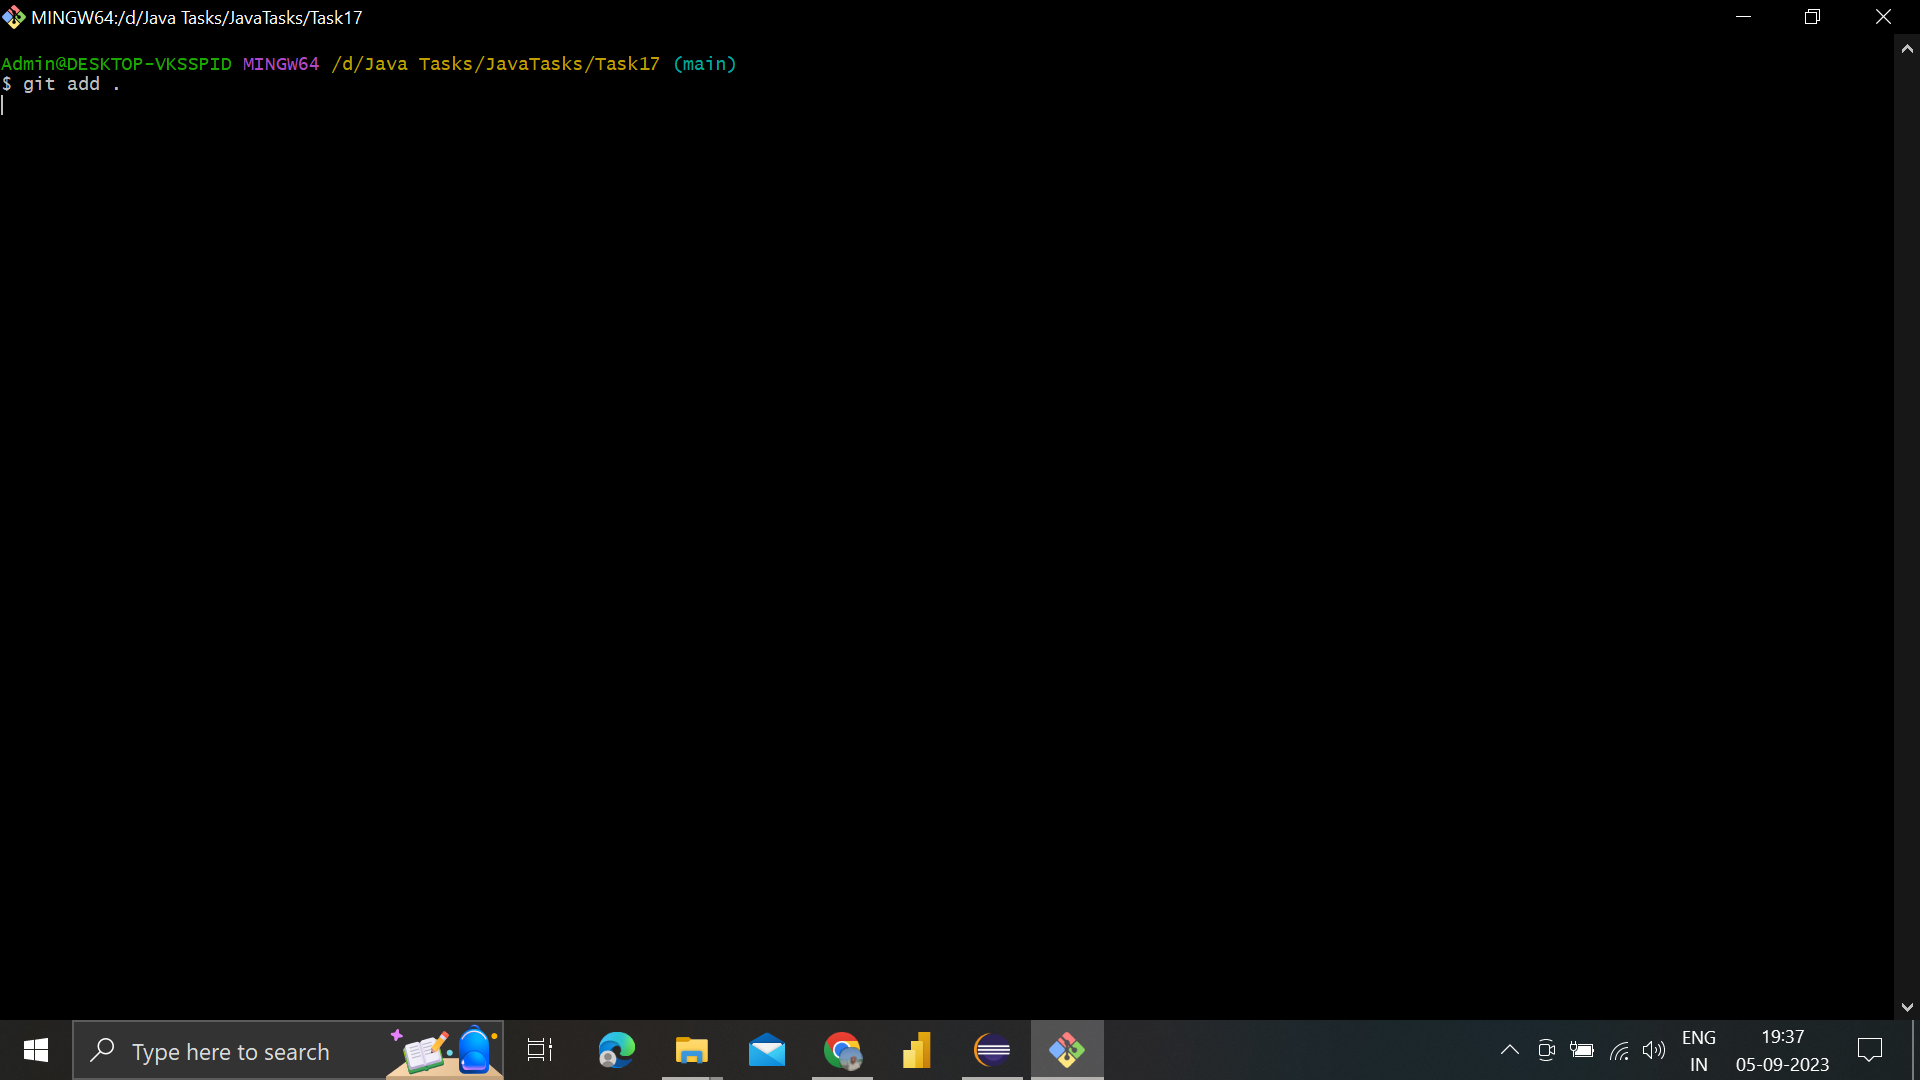 MINGW64:/d/Java Tasks/JavaTasks/Task17
Admin@DESKTOP-VKSSPID MINGW64 /d/Java Tasks/JavaTasks/Task17 (main)
$ git add .
Type here to search
ENG
IN
19:37
05-09-2023